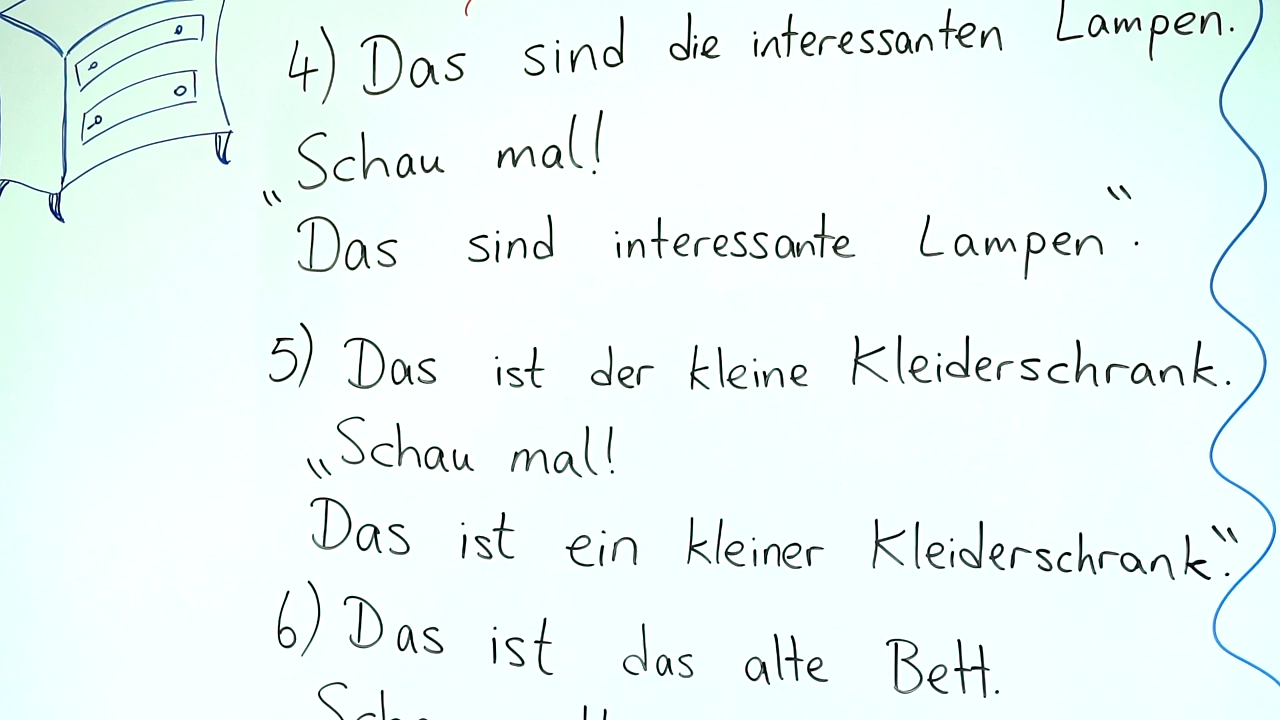 4) Das sind die interessanten Lampen.
„Schau mal!
Das sind interessante Lampen“.
5) Das ist der kleine Kleiderschrank.
„Schau mal!
Das ist ein kleiner Kleiderschrank“.
6) Das ist das alte Bett.